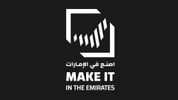 اصنع في الإمارات
MAKE IT
IN THE EMIRATES